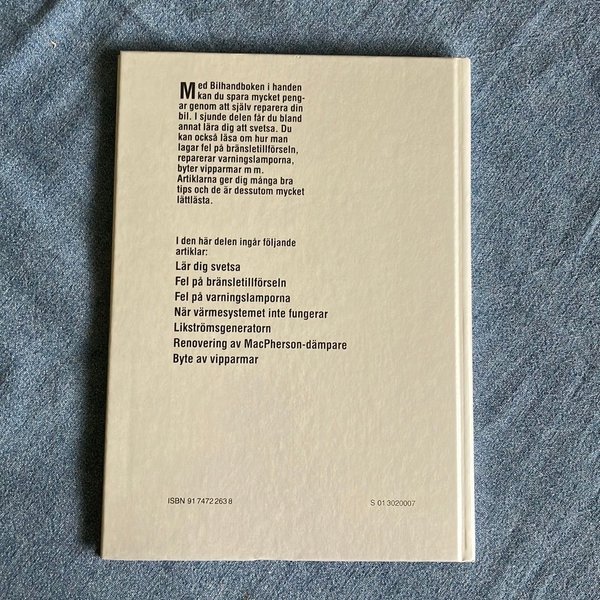 Med Bilhandboken i handen
kan du spara mycket peng-
ar genom att själv reparera din
bil. I sjunde delen får du bland
annat lära dig att svetsa. Du
kan också läsa om hur man
lagar fel på bränsletillförseln,
reparerar varningslamporna,
byter vipparmar m m.
Artiklarna ger dig många bra
tips och de är dessutom mycket
lättlästa.
I den här delen ingår följande
artiklar:
Lär dig svetsa
Fel på bränsletillförseln
Fel på varningslamporna
När värmesystemet inte fungerar
Likströmsgeneratorn
Renovering av MacPherson-dämpare
Byte av vipparmar
ISBN 91 7472 263 8
S 01 3020007